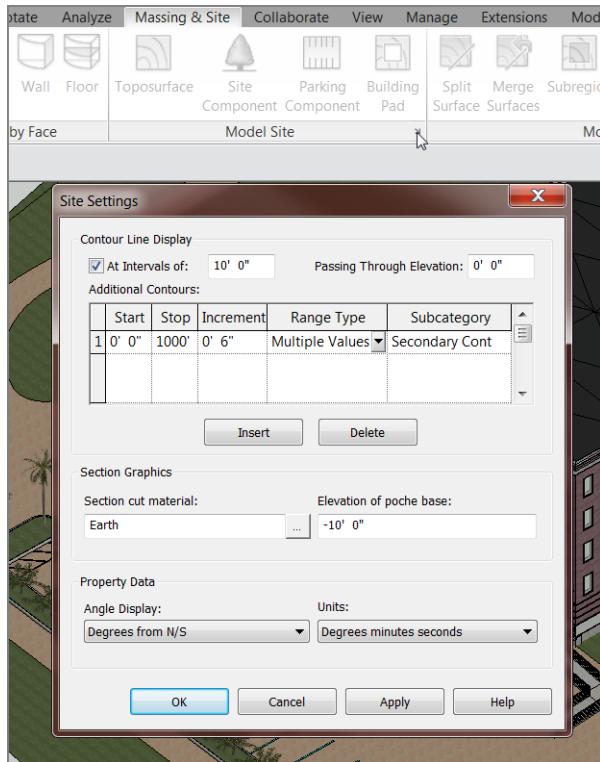 otate Analyze Massing & Site Collaborate View Manage Extensions Mod
Wall Floor Toposurface Site Component Parking Component Building Pad Split Surface Merge Surfaces Subregio
by Face Model Site Mo
Site Settings
Contour Line Display
At Intervals of: 10' 0" Passing Through Elevation: 0' 0"
Additional Contours:
Start Stop Increment Range Type Subcategory
1 0' 0" 1000' 0' 6" Multiple Values Secondary Cont
Insert Delete
Section Graphics
Section cut material: Elevation of poche base:
Earth ... -10' 0"
Property Data
Angle Display: Units:
Degrees from N/S Degrees minutes seconds
OK Cancel Apply Help